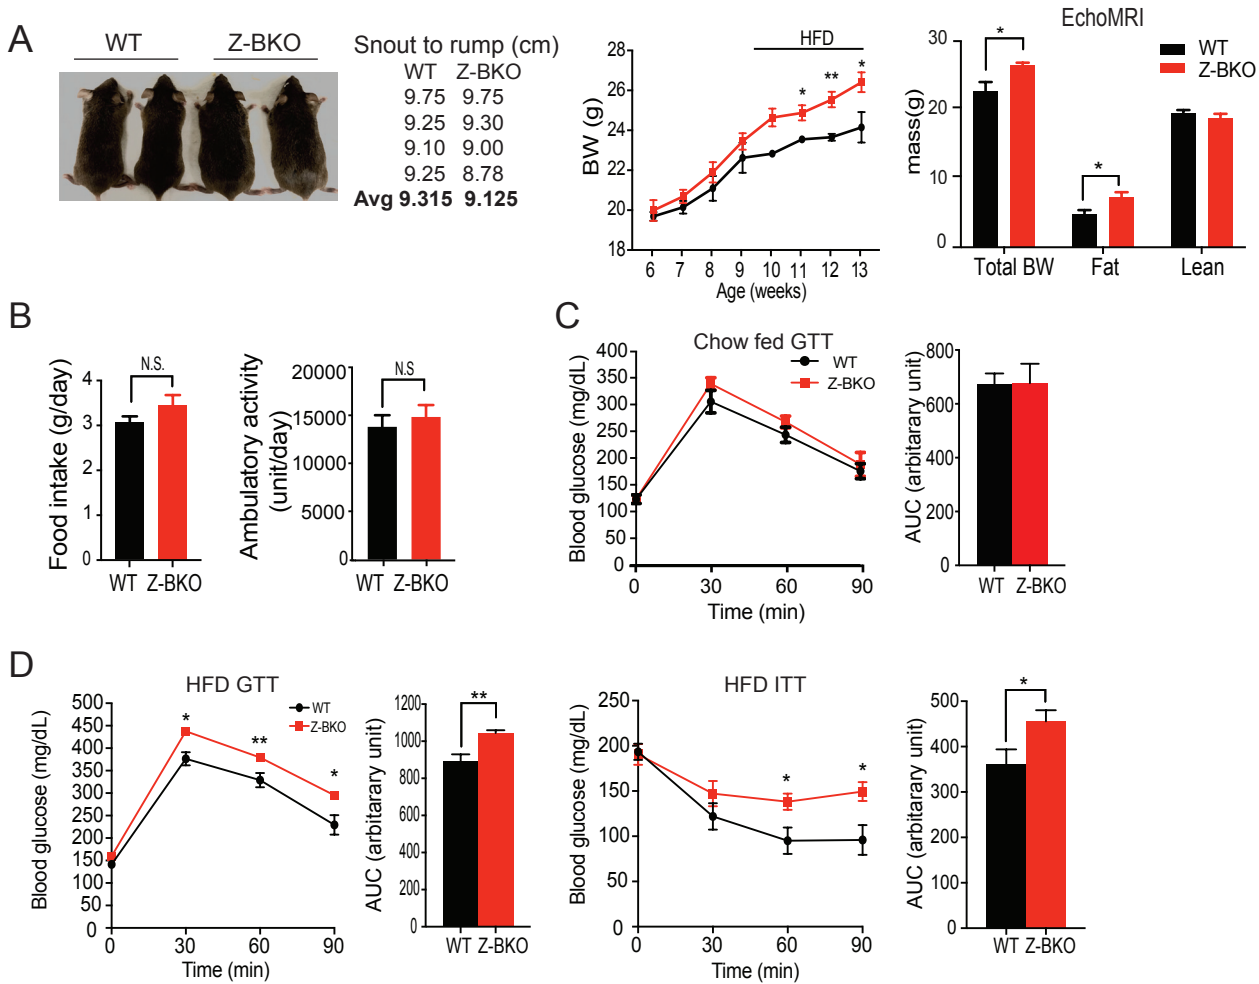 A
WT Z-BKO
Snout to rump (cm)
WT Z-BKO
9.75 9.75
9.25 9.30
9.10 9.00
9.25 8.78
Avg 9.315 9.125
HFD
BW (g)
28
26
24
22
20
18
* ** *
6 7 8 9 10 11 12 13
Age (weeks)
EchoMRI
WT
Z-BKO
mass(g)
30
20
10
0
* *
Total BW Fat Lean
B
Food intake (g/day)
4
3
2
1
0
N.S.
WT Z-BKO
Ambulatory activity
(unit/day)
20000
15000
10000
5000
0
N.S
WT Z-BKO
C
Chow fed GTT
WT
Z-BKO
Blood glucose (mg/dL)
400
350
300
250
200
150
100
50
0
0 30 60 90
Time (min)
AUC (arbitarary unit)
800
600
400
200
0
WT Z-BKO
D
HFD GTT
WT
Z-BKO
Blood glucose (mg/dL)
500
450
400
350
300
250
200
150
100
50
0
* ** *
0 30 60 90
Time (min)
AUC (arbitarary unit)
1200
1000
800
600
400
200
0
**
WT Z-BKO
HFD ITT
Blood glucose (mg/dL)
250
200
150
100
50
0
* *
0 30 60 90
Time (min)
AUC (arbitarary unit)
500
400
300
200
100
0
*
WT Z-BKO